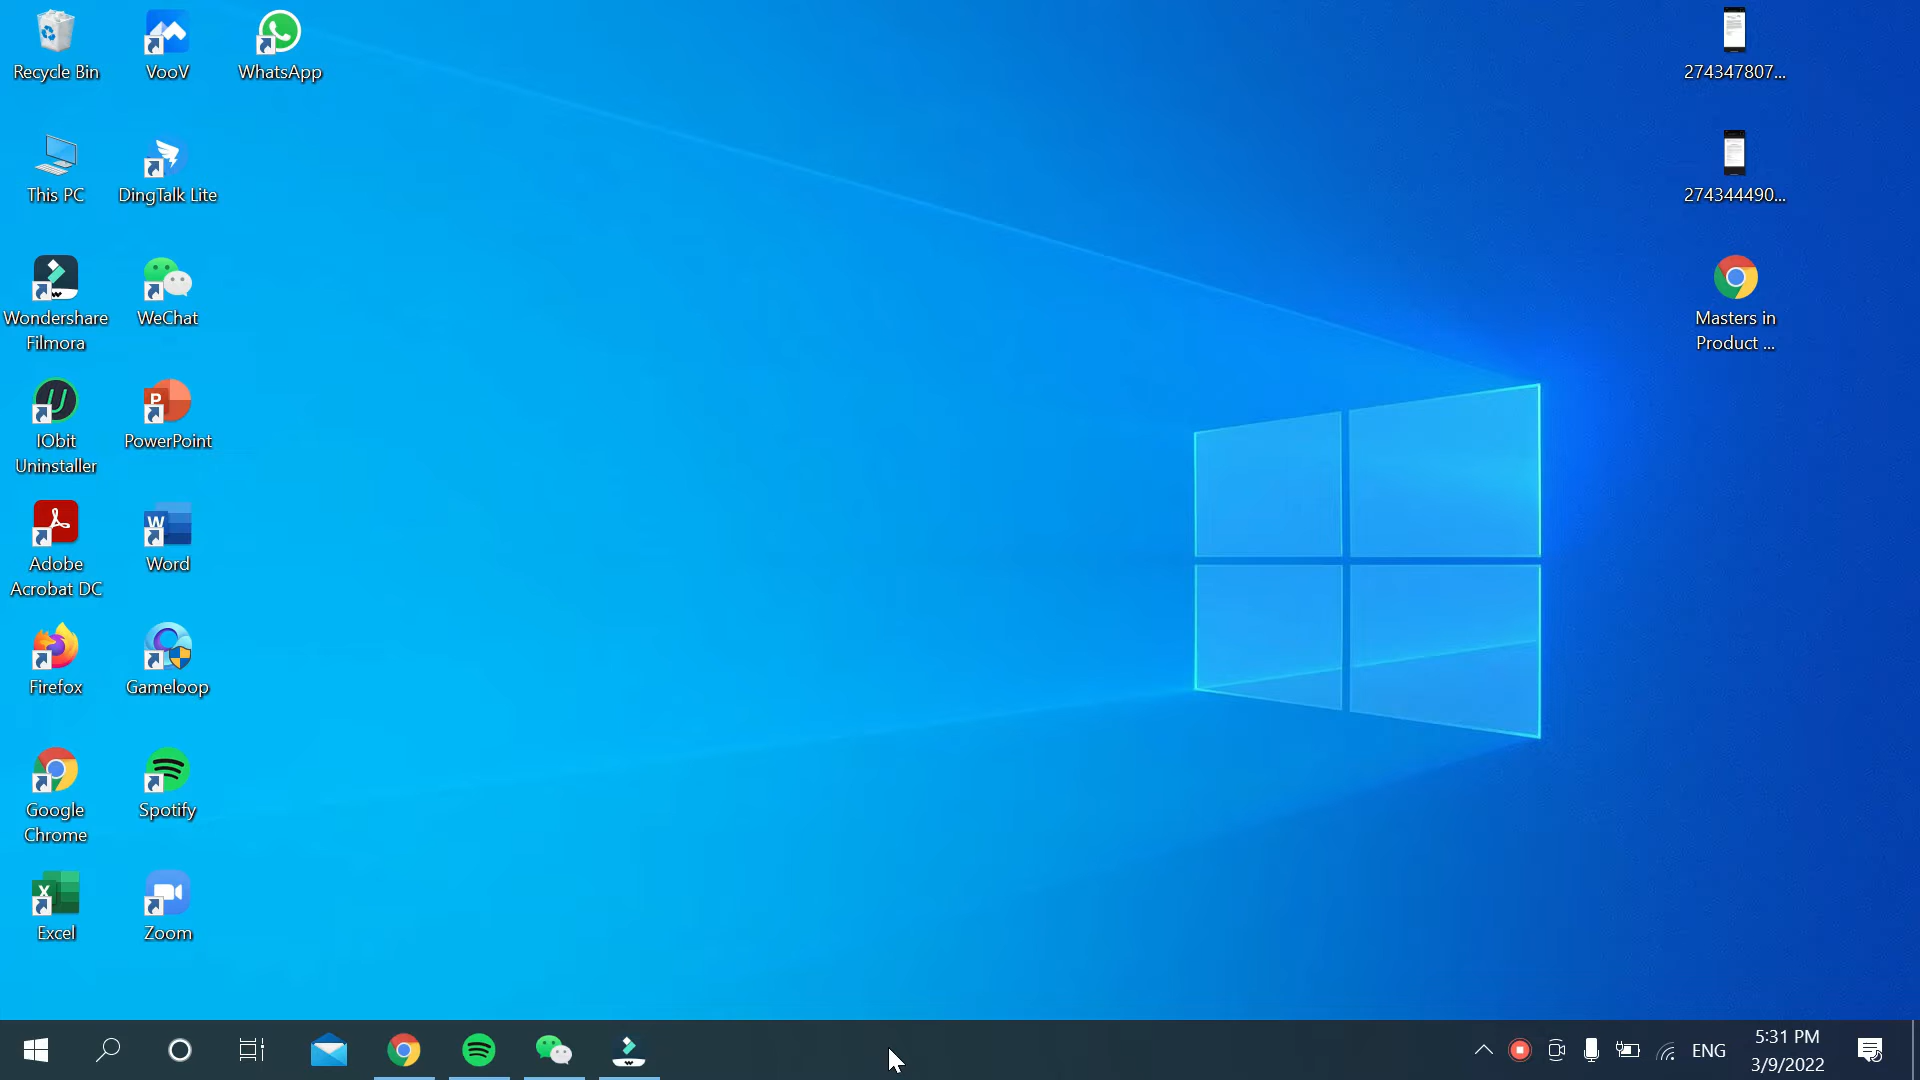 Recycle Bin
VooV
WhatsApp
274347807...
This PC
DingTalk Lite
274344490...
Wondershare
Filmora
WeChat
Masters in
Product ...
IObit
Uninstaller
PowerPoint
Adobe
Acrobat DC
Word
Firefox
Gameloop
Google
Chrome
Spotify
Excel
Zoom
ENG
5:31 PM
3/9/2022